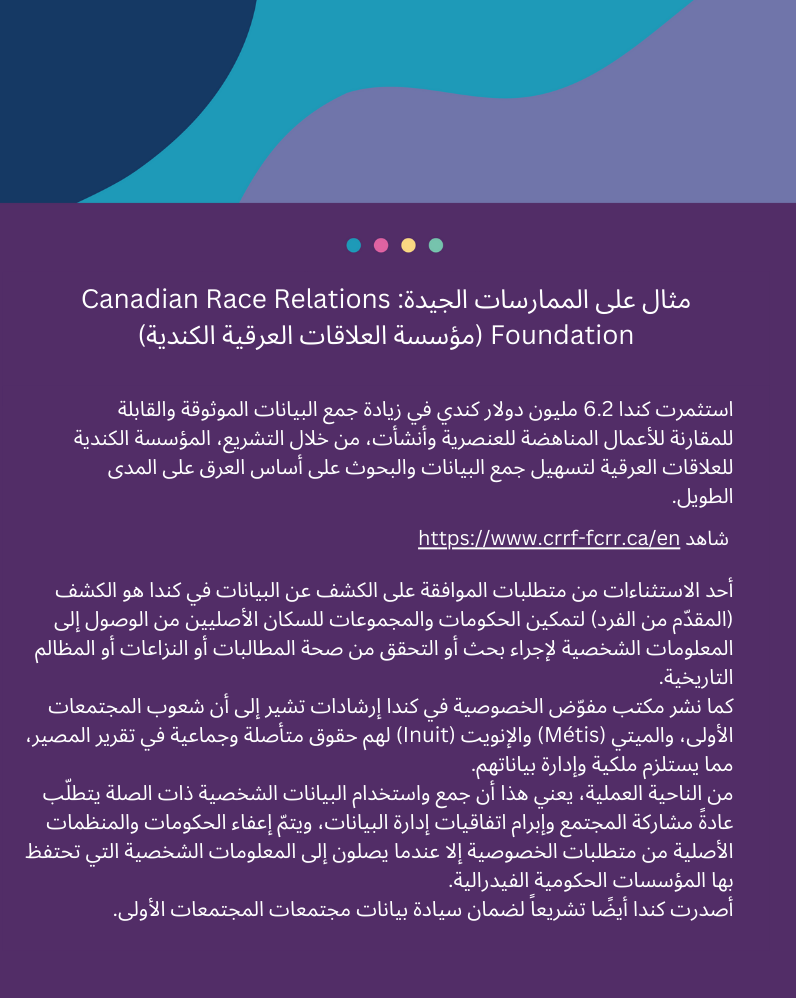 مثال على الممارسات الجيدة: Canadian Race Relations
Foundation (مؤسسة العلاقات العرقية الكندية)
استثمرت كندا 6.2 مليون دولار كندي في زيادة جمع البيانات الموثوقة والقابلة
للمقارنة للأعمال المناهضة للعنصرية وأنشأت، من خلال التشريع، المؤسسة الكندية
للعلاقات العرقية لتسهيل جمع البيانات والبحوث على أساس العرق على المدى
الطويل.
شاهد https://www.crrf-fcrr.ca/en
أحد الاستثناءات من متطلبات الموافقة على الكشف عن البيانات في كندا هو الكشف
(المقدّم من الفرد) لتمكين الحكومات والمجموعات للسكان الأصليين من الوصول إلى
المعلومات الشخصية لإجراء بحث أو التحقق من صحة المطالبات أو النزاعات أو المظالم
التاريخية.
كما نشر مكتب مفوّض الخصوصية في كندا إرشادات تشير إلى أن شعوب المجتمعات
الأولى، والميتي (Métis) والإنويت (Inuit) لهم حقوق متأصلة وجماعية في تقرير المصير،
مما يستلزم ملكية وإدارة بياناتهم.
من الناحية العملية، يعني هذا أن جمع واستخدام البيانات الشخصية ذات الصلة يتطلّب
عادةً مشاركة المجتمع وإبرام اتفاقيات إدارة البيانات، ويتمّ إعفاء الحكومات والمنظمات
الأصلية من متطلبات الخصوصية إلا عندما يصلون إلى المعلومات الشخصية التي تحتفظ
بها المؤسسات الحكومية الفيدرالية.
أصدرت كندا أيضًا تشريعاً لضمان سيادة بيانات مجتمعات المجتمعات الأولى.